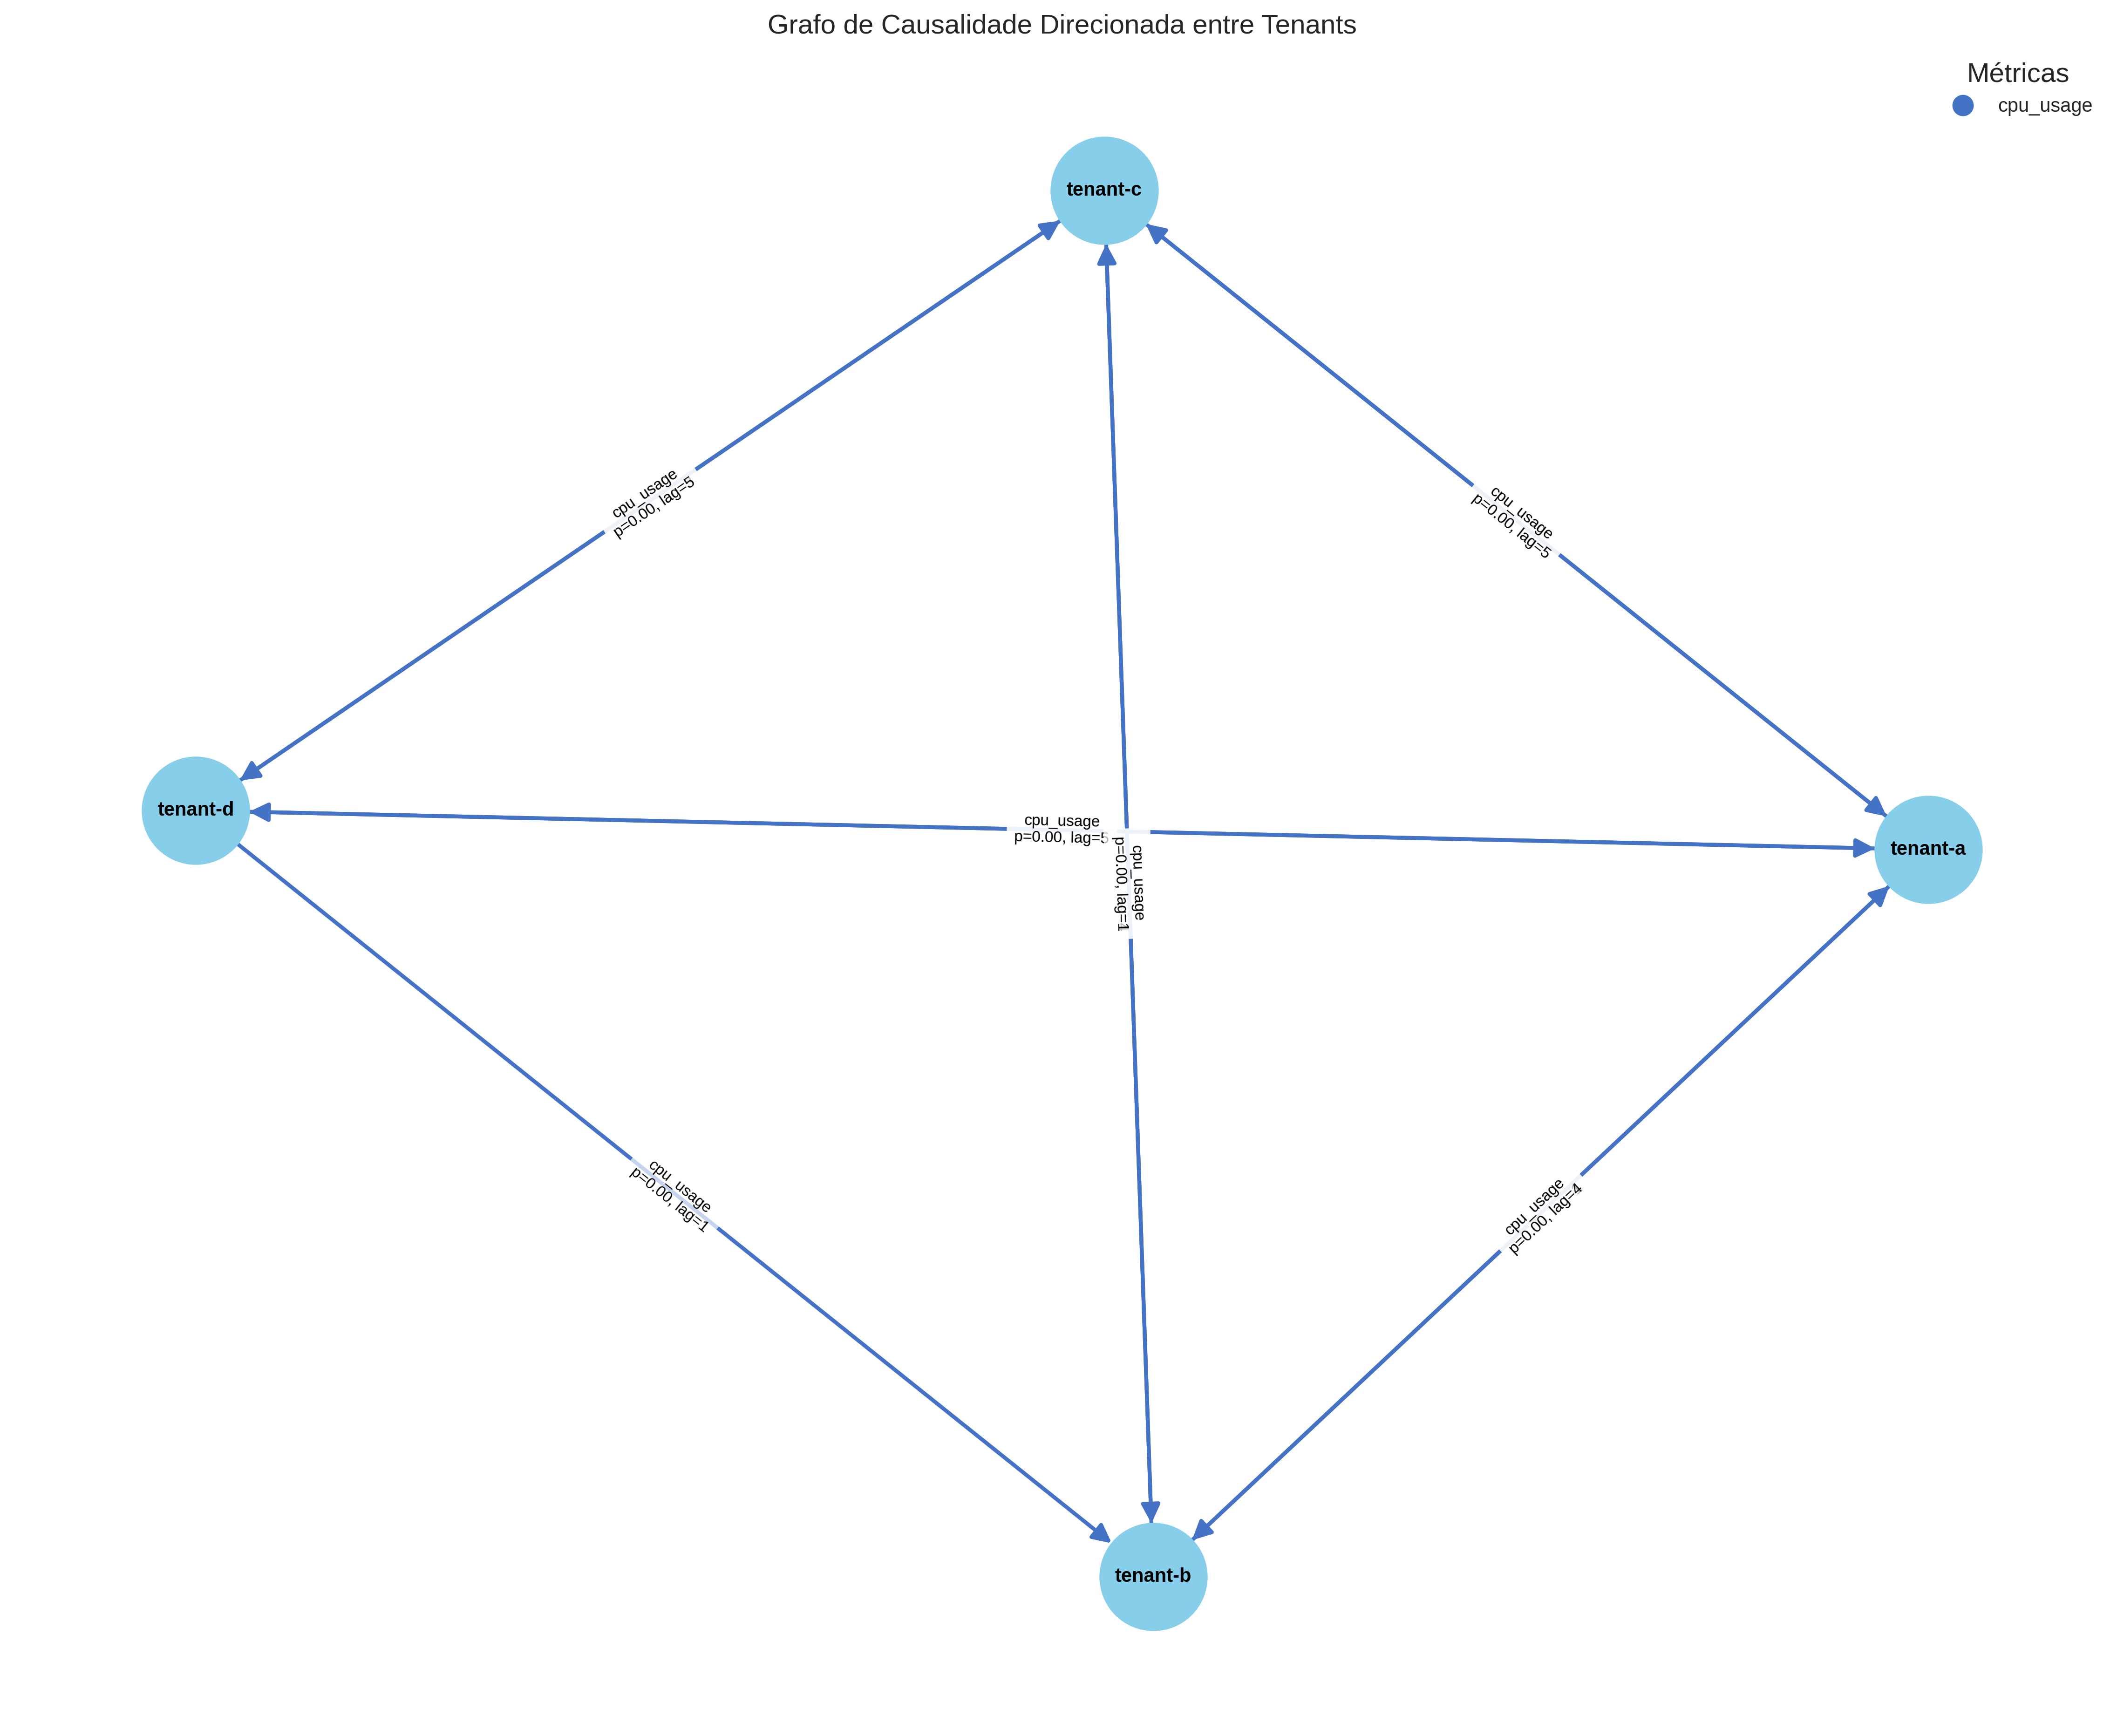 Grafo de Causalidade Direcionada entre Tenants
Métricas
cpu_usage
tenant-c
cpu_usage
p=0.00, lag=5
cpu_usage
p=0.00, lag=5
tenant-d
cpu_usage
p=0.00, lag=5
cpu_usage
p=0.00, lag=1
tenant-a
cpu_usage
p=0.00, lag=1
cpu_usage
p=0.00, lag=4
tenant-b